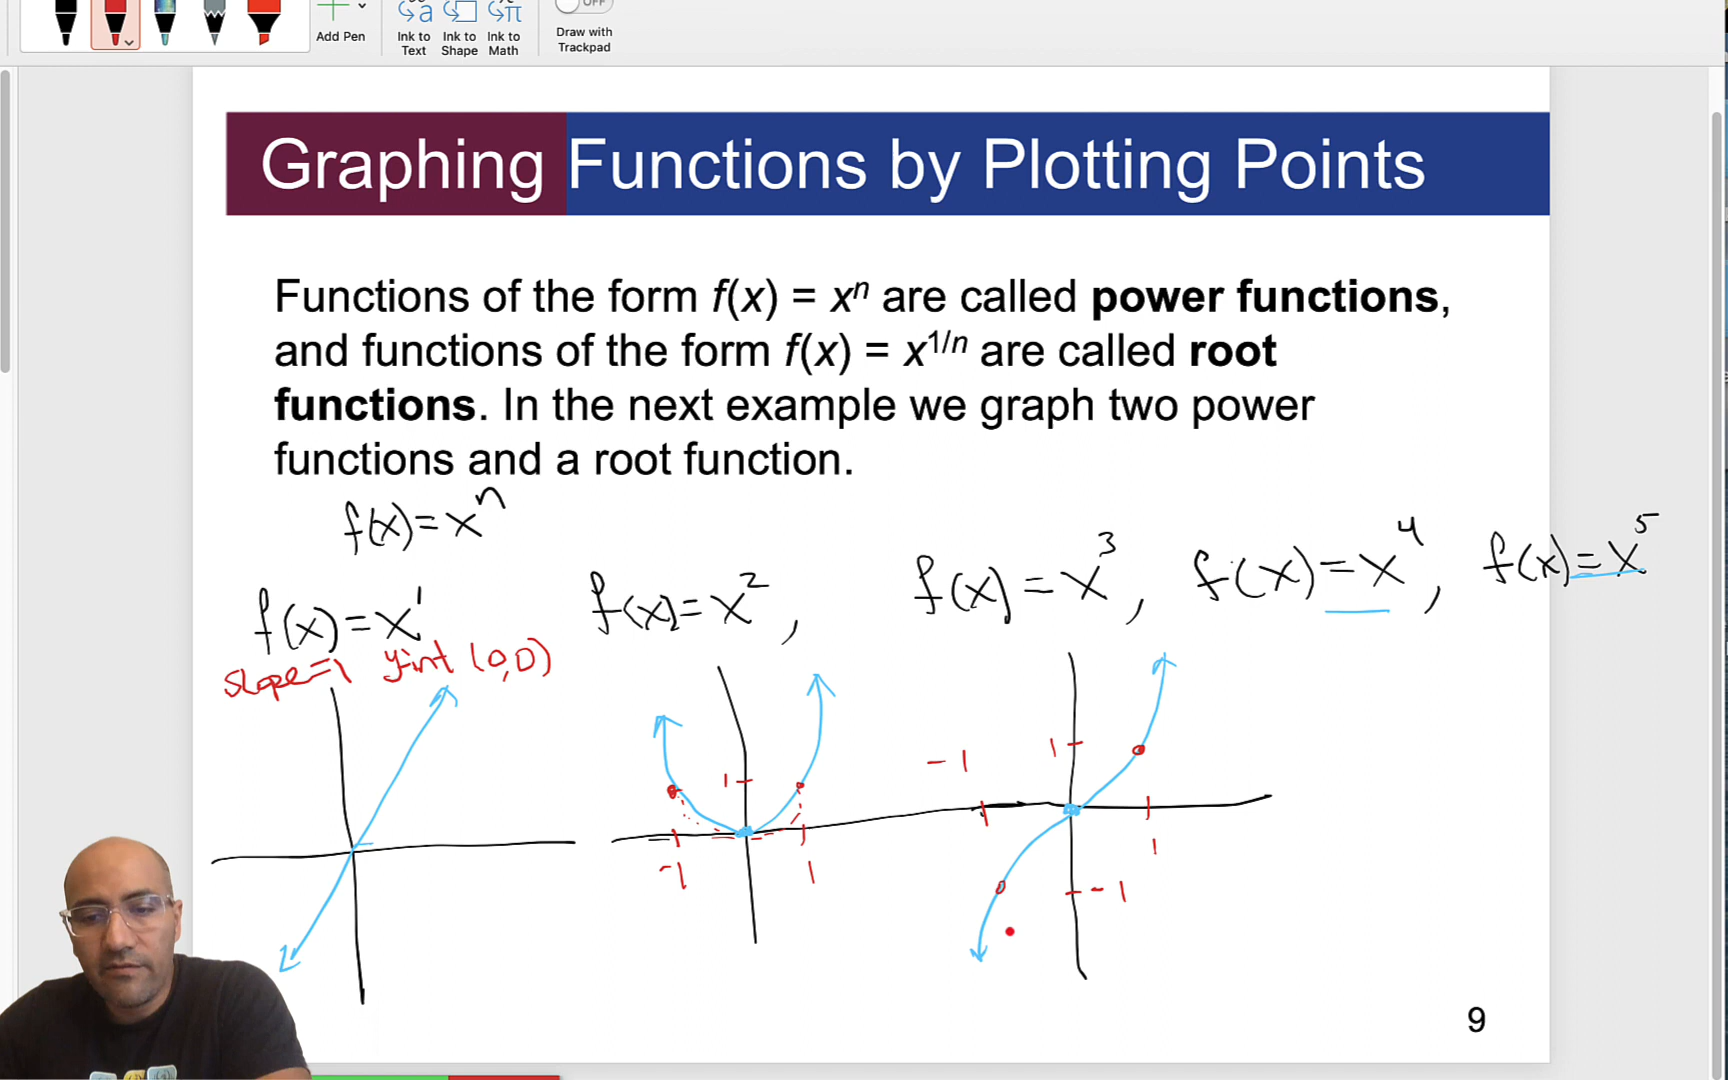 OFF
Add Pen
Ink to Text
Ink to Shape
Ink to Math
Draw with Trackpad
Graphing Functions by Plotting Points
Functions of the form f(x) = xⁿ are called power functions,
and functions of the form f(x) = x^1/n are called root
functions. In the next example we graph two power
functions and a root function.
f(x)=xⁿ
f(x)=x¹
f(x)=x²,
f(x)=x³,
f(x)=x⁴,
f(x)=x⁵
slope=1 y-int (0,0)
1
-1
1
-1
1
1
-1
9